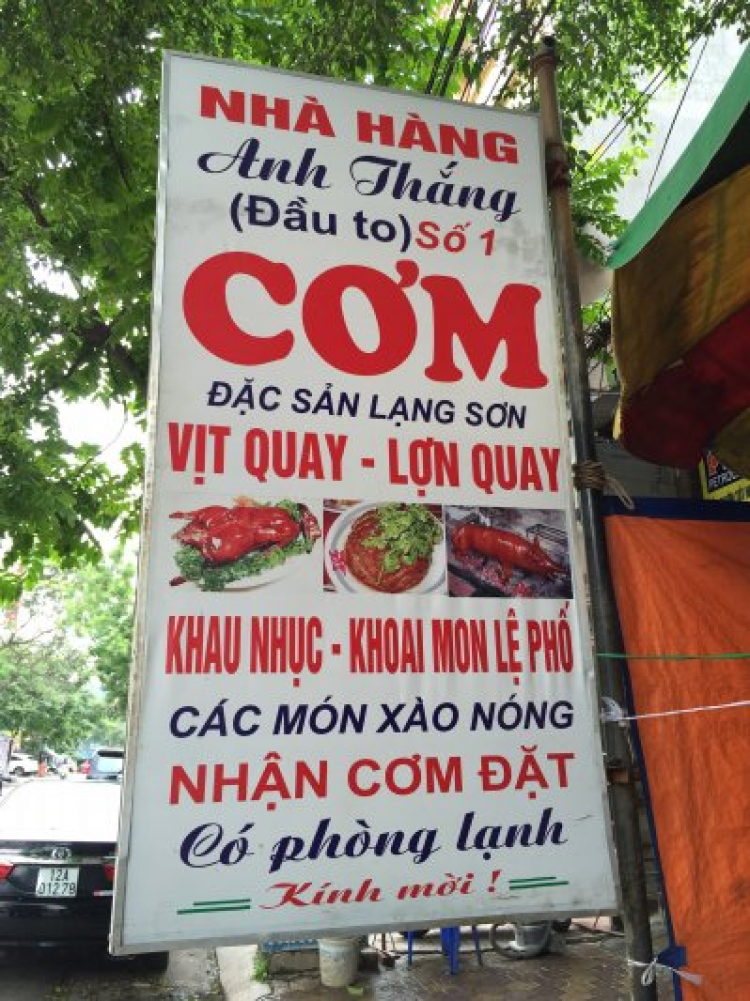 NHÀ HÀNG
Anh Thắng
(Đầu to) Số 1
CƠM
ĐẶC SẢN LẠNG SƠN
VỊT QUAY - LỢN QUAY
KHAU NHỤC - KHOAI MON LỆ PHỐ
CÁC MÓN XÀO NÓNG
NHẬN CƠM ĐẶT
Có phòng lạnh
Kính mời !
12A
01278